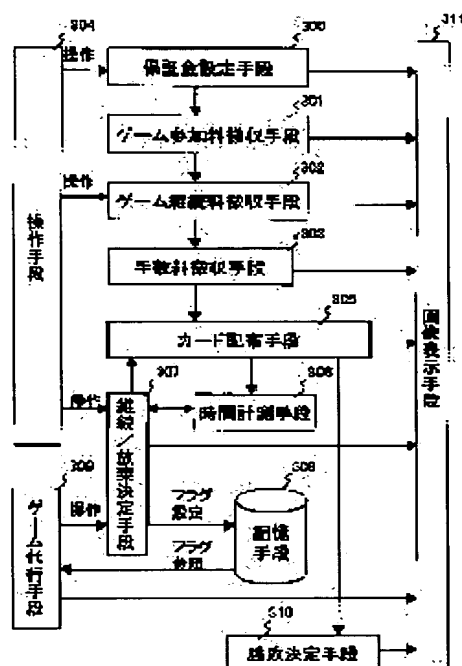 304
300
311
操作
保証金設定手段
301
ゲーム参加料徴収手段
302
操作
ゲーム継続料徴収手段
303
手数料徴収手段
操作手段
305
カード配布手段
画像表示手段
307
306
操作
時間計測手段
継続/放棄決定手段
309
308
操作
フラグ設定
記憶手段
フラグ参照
ゲーム代行手段
310
勝敗決定手段